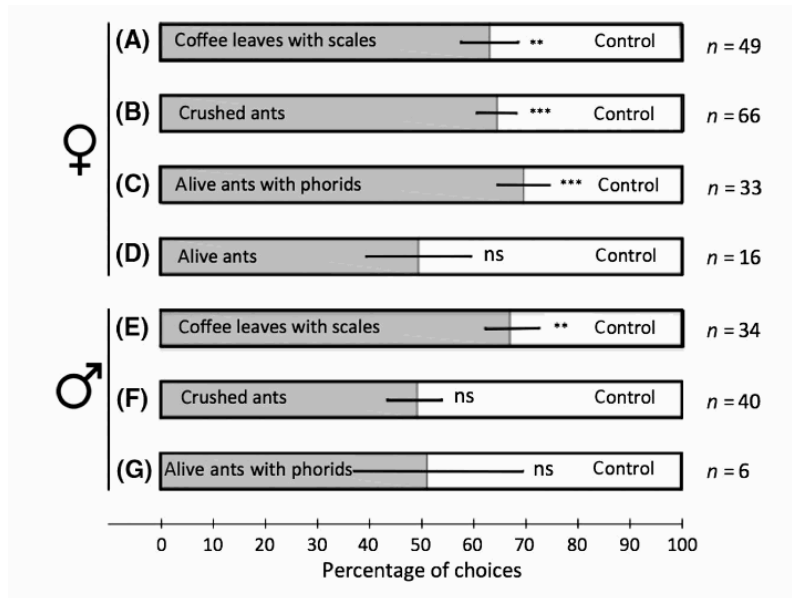 (A) Coffee leaves with scales ** Control n = 49
(B) Crushed ants *** Control n = 66
♀
(C) Alive ants with phorids *** Control n = 33
(D) Alive ants ns Control n = 16
(E) Coffee leaves with scales ** Control n = 34
♂
(F) Crushed ants ns Control n = 40
(G) Alive ants with phorids ns Control n = 6
0 10 20 30 40 50 60 70 80 90 100
Percentage of choices